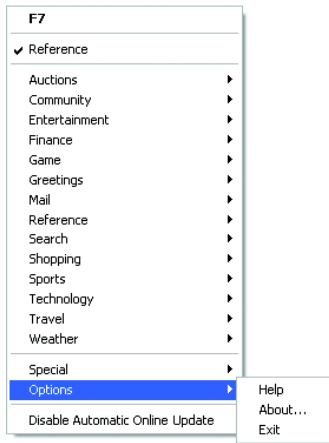 F7
Reference
Auctions
Community
Entertainment
Finance
Game
Greetings
Mail
Reference
Search
Shopping
Sports
Technology
Travel
Weather
Special
Options
Help
About...
Exit
Disable Automatic Online Update